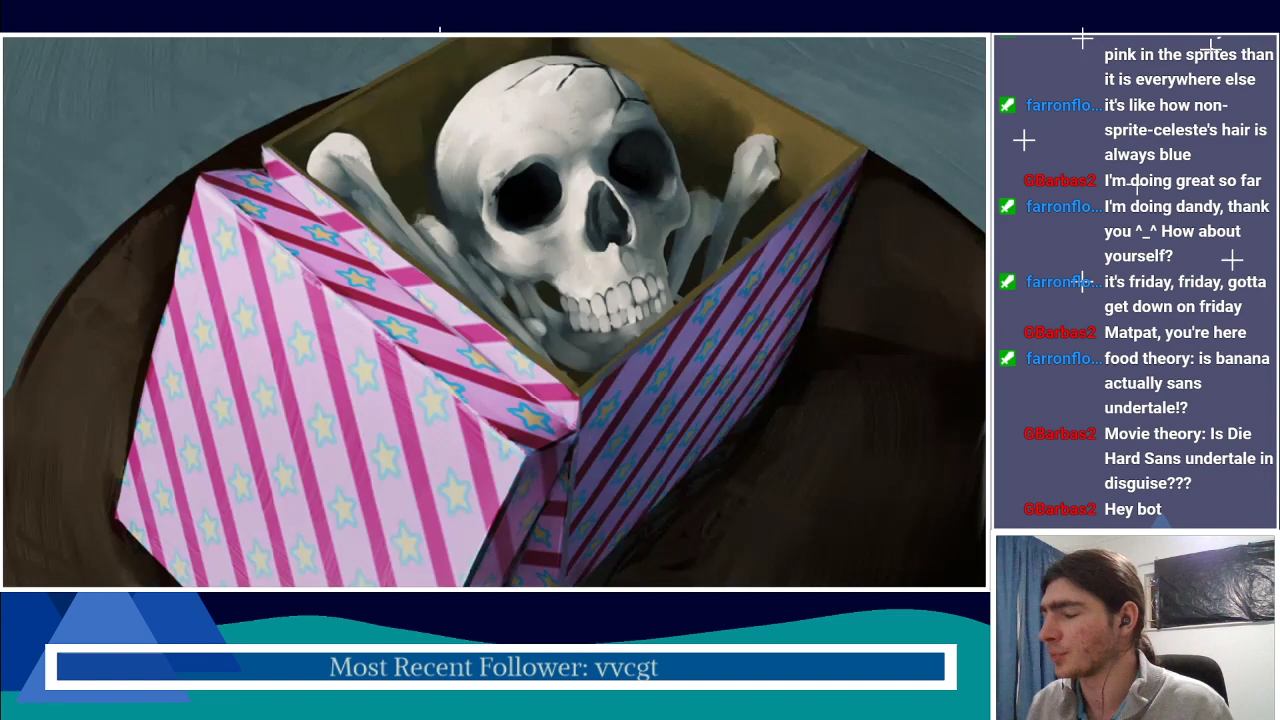 pink in the sprites than
it is everywhere else
farronflo... it's like how non-
sprite-celeste's hair is
always blue
GBarbas2 I'm doing great so far
farronflo... I'm doing dandy, thank
you ^_^ How about
yourself?
farronflo... it's friday, friday, gotta
get down on friday
GBarbas2 Matpat, you're here
farronflo... food theory: is banana
actually sans
undertale!?
GBarbas2 Movie theory: Is Die
Hard Sans undertale in
disguise???
GBarbas2 Hey bot
Most Recent Follower: vvcgt